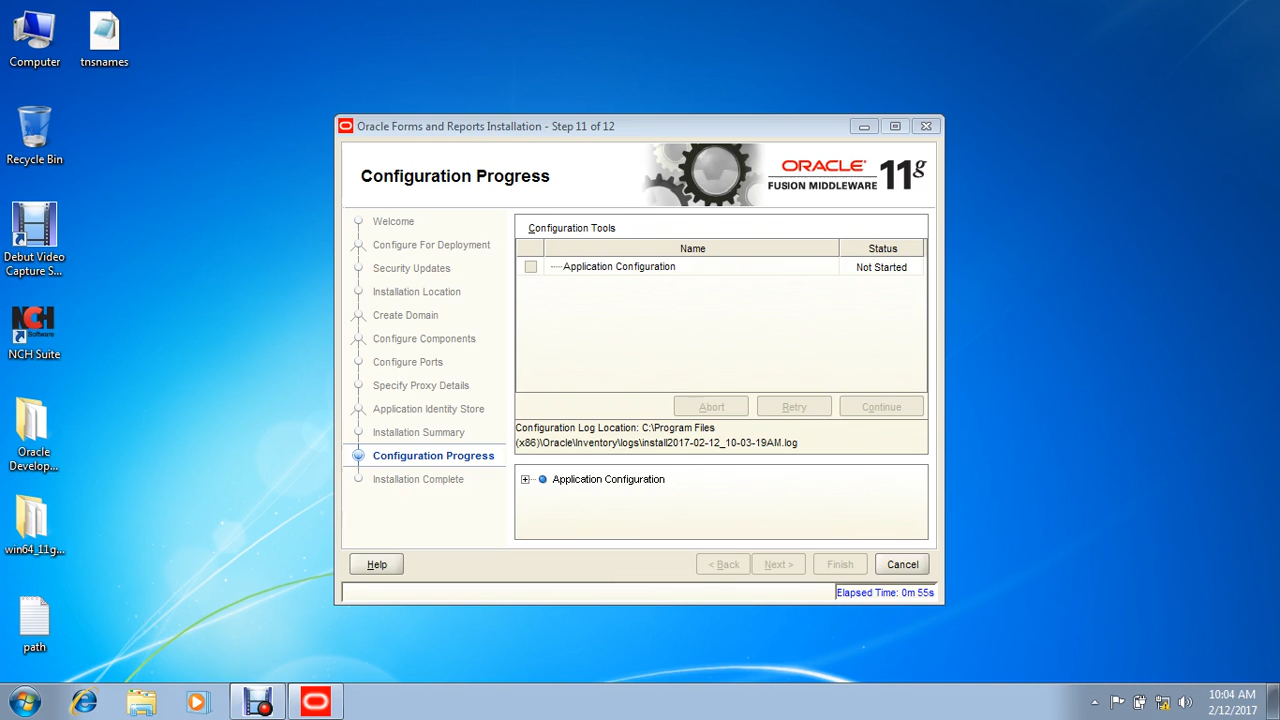 Computer
tnsnames
Recycle Bin
Debut Video
Capture S...
NCH
Software
NCH Suite
Oracle
Develop...
win64_11g...
path
Oracle Forms and Reports Installation - Step 11 of 12
Configuration Progress
ORACLE
FUSION MIDDLEWARE
11g
Welcome
Configure For Deployment
Security Updates
Installation Location
Create Domain
Configure Components
Configure Ports
Specify Proxy Details
Application Identity Store
Installation Summary
Configuration Progress
Installation Complete
Configuration Tools
Name Status
Application Configuration Not Started
Abort Retry Continue
Configuration Log Location: C:\Program Files
(x86)\Oracle\Inventory\logs\install2017-02-12_10-03-19AM.log
Application Configuration
Help < Back Next > Finish Cancel
Elapsed Time: 0m 55s
10:04 AM
2/12/2017